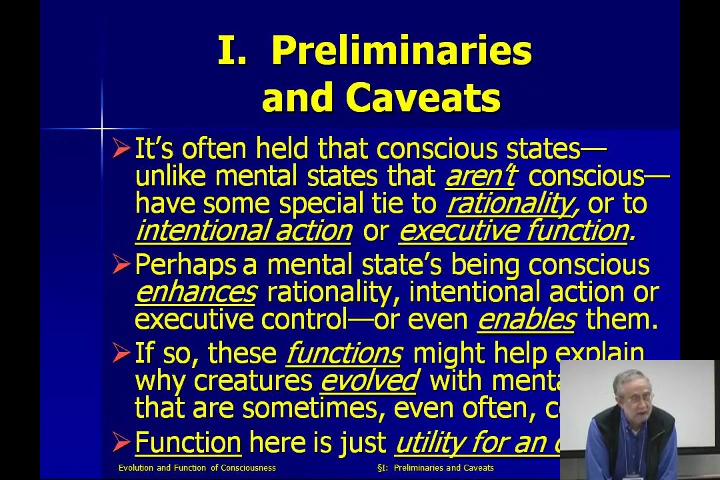 I. Preliminaries
and Caveats
It's often held that conscious states—
unlike mental states that aren't conscious—
have some special tie to rationality, or to
intentional action or executive function.
Perhaps a mental state's being conscious
enhances rationality, intentional action or
executive control—or even enables them.
If so, these functions might help explain
why creatures evolved with
that are sometimes, even often,
Function here is just utility for an
Evolution and Function of Consciousness
§I: Preliminaries and Caveats